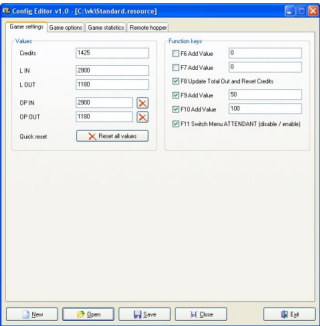 Config Editor v1.0 - [C:\wk\Standard.resource]
Game settings Game options Game statistics Remote hopper
Values
Credits 1425
L IN 2900
L OUT 1180
OP IN 2900
OP OUT 1180
Quick reset Reset all values
Function keys
F6 Add Value 0
F7 Add Value 0
F8 Update Total Out and Reset Credits
F9 Add Value 50
F10 Add Value 100
F11 Switch Menu ATTENDANT (disable / enable)
New Open Save Close Exit